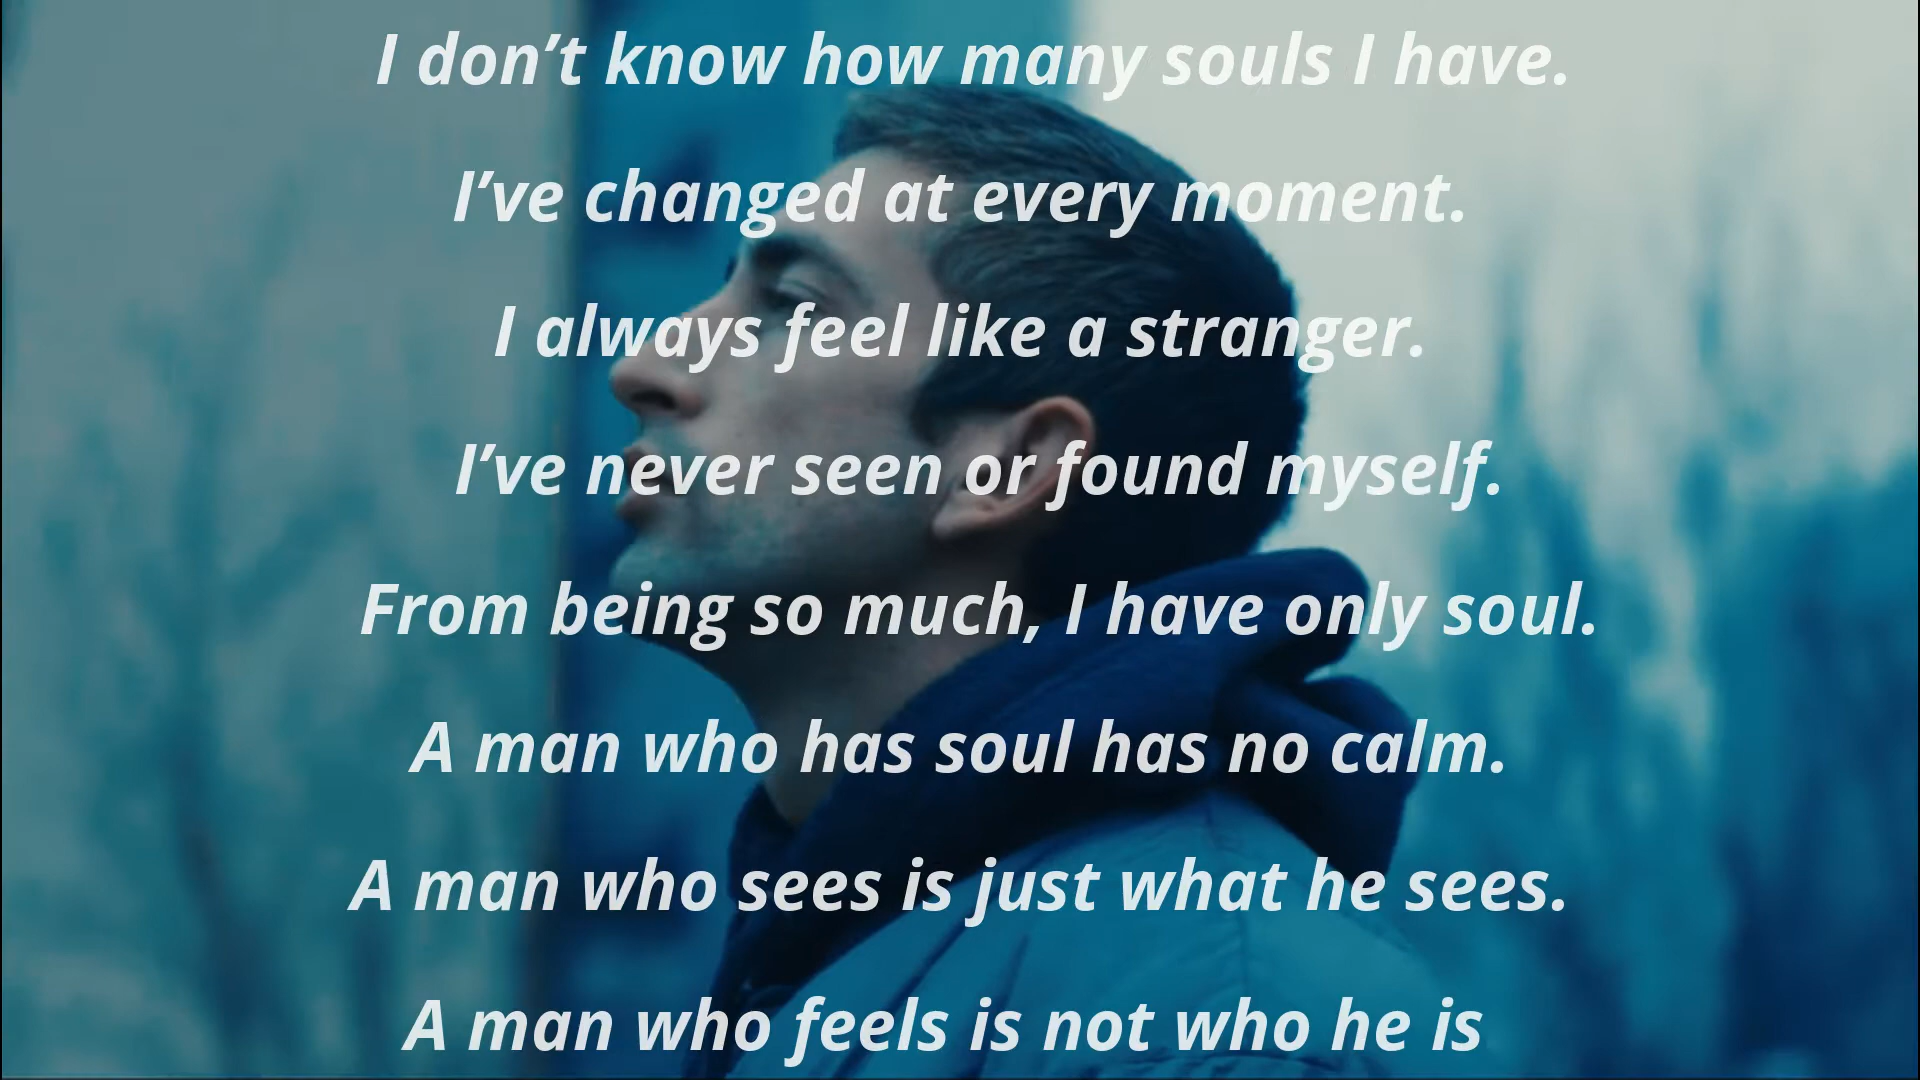 I don’t know how many souls I have.
I’ve changed at every moment.
I always feel like a stranger.
I’ve never seen or found myself.
From being so much, I have only soul.
A man who has soul has no calm.
A man who sees is just what he sees.
A man who feels is not who he is